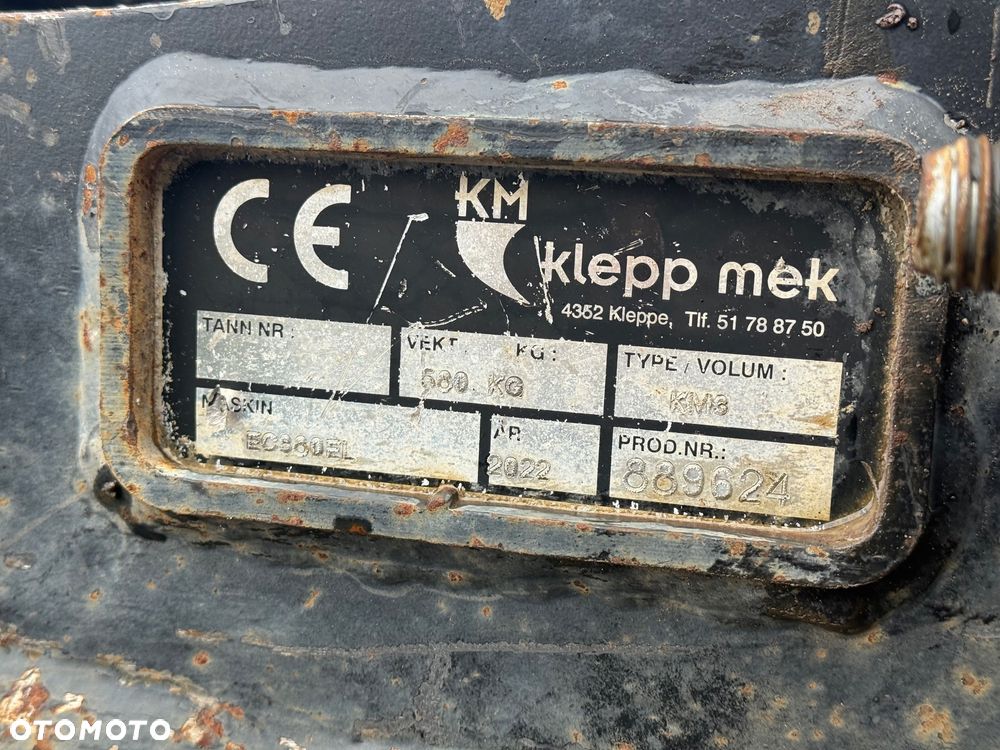 CE
KM
klepp mek
4352 Kleppe, Tlf. 51 78 87 50
TANN NR :
VEKT KG :
580 KG
TYPE / VOLUM :
KM8
MASKIN
EC380EL
ÅR
2022
PROD.NR.:
889624
OTOMOTO